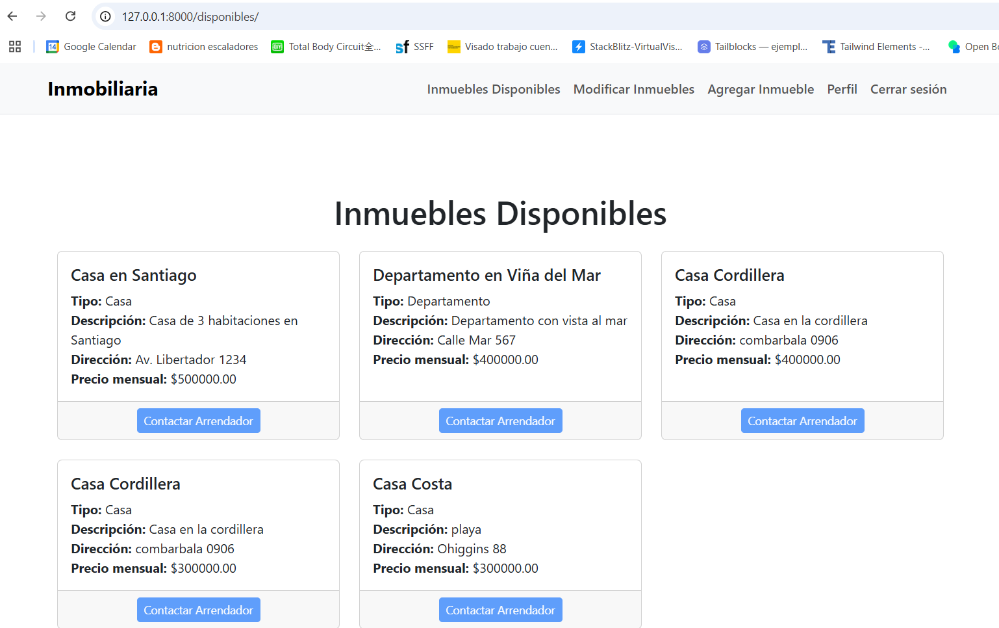 127.0.0.1:8000/disponibles/
14 Google Calendar nutricion escaladores DIY Total Body Circuit全... sf SSFF Visado trabajo cuen... StackBlitz-VirtualVis... Tailblocks — ejempl... TE Tailwind Elements -... Open B
Inmobiliaria Inmuebles Disponibles Modificar Inmuebles Agregar Inmueble Perfil Cerrar sesión
Inmuebles Disponibles
Casa en Santiago
Tipo: Casa
Descripción: Casa de 3 habitaciones en
Santiago
Dirección: Av. Libertador 1234
Precio mensual: $500000.00
Contactar Arrendador
Departamento en Viña del Mar
Tipo: Departamento
Descripción: Departamento con vista al mar
Dirección: Calle Mar 567
Precio mensual: $400000.00
Contactar Arrendador
Casa Cordillera
Tipo: Casa
Descripción: Casa en la cordillera
Dirección: combarbala 0906
Precio mensual: $400000.00
Contactar Arrendador
Casa Cordillera
Tipo: Casa
Descripción: Casa en la cordillera
Dirección: combarbala 0906
Precio mensual: $300000.00
Contactar Arrendador
Casa Costa
Tipo: Casa
Descripción: playa
Dirección: Ohiggins 88
Precio mensual: $300000.00
Contactar Arrendador